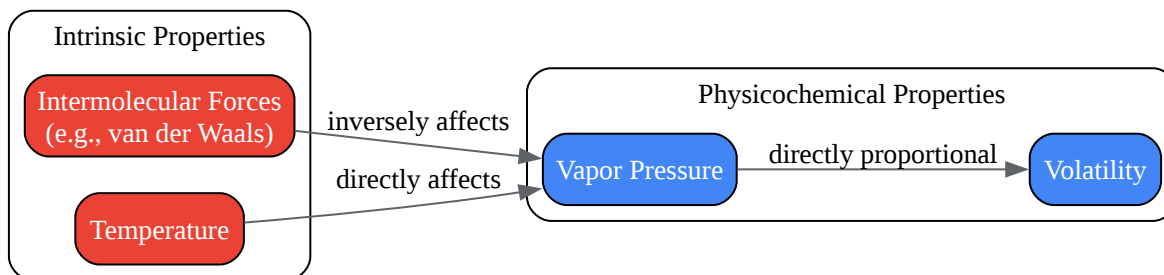 Intrinsic Properties
Intermolecular Forces
(e.g., van der Waals)
Temperature
inversely affects
directly affects
Physicochemical Properties
Vapor Pressure
directly proportional
Volatility